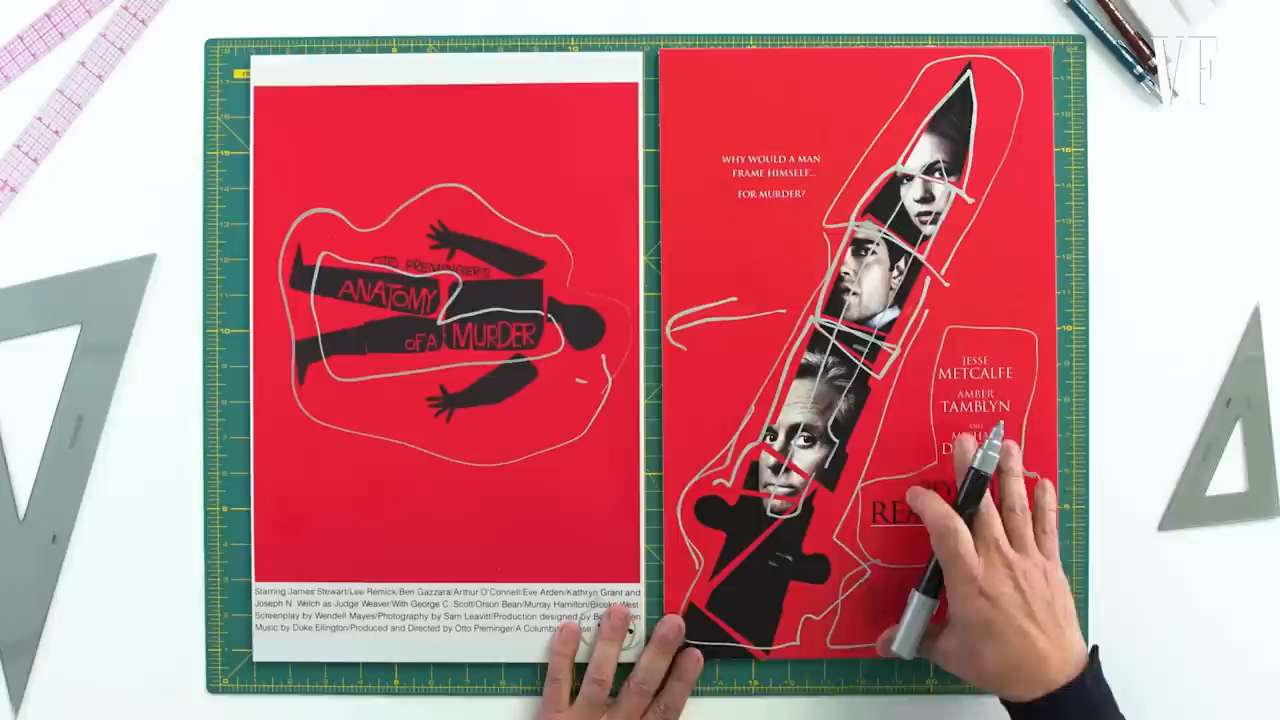 VF
OTTO PREMINGER'S
ANATOMY
OF A MURDER
Starring James Stewart/Lee Remick/Ben Gazzara/Arthur O'Connell/Eve Arden/Kathryn Grant and
Joseph N. Welch as Judge Weaver/With George C. Scott/Orson Bean/Murray Hamilton/Brooks West.
Screenplay by Wendell Mayes/Photography by Sam Leavitt/Production designed by
Music by Duke Ellington/Produced and Directed by Otto Preminger/A Columbia
WHY WOULD A MAN
FRAME HIMSELF...
FOR MURDER?
JESSE
METCALFE
AMBER
TAMBLYN
AND